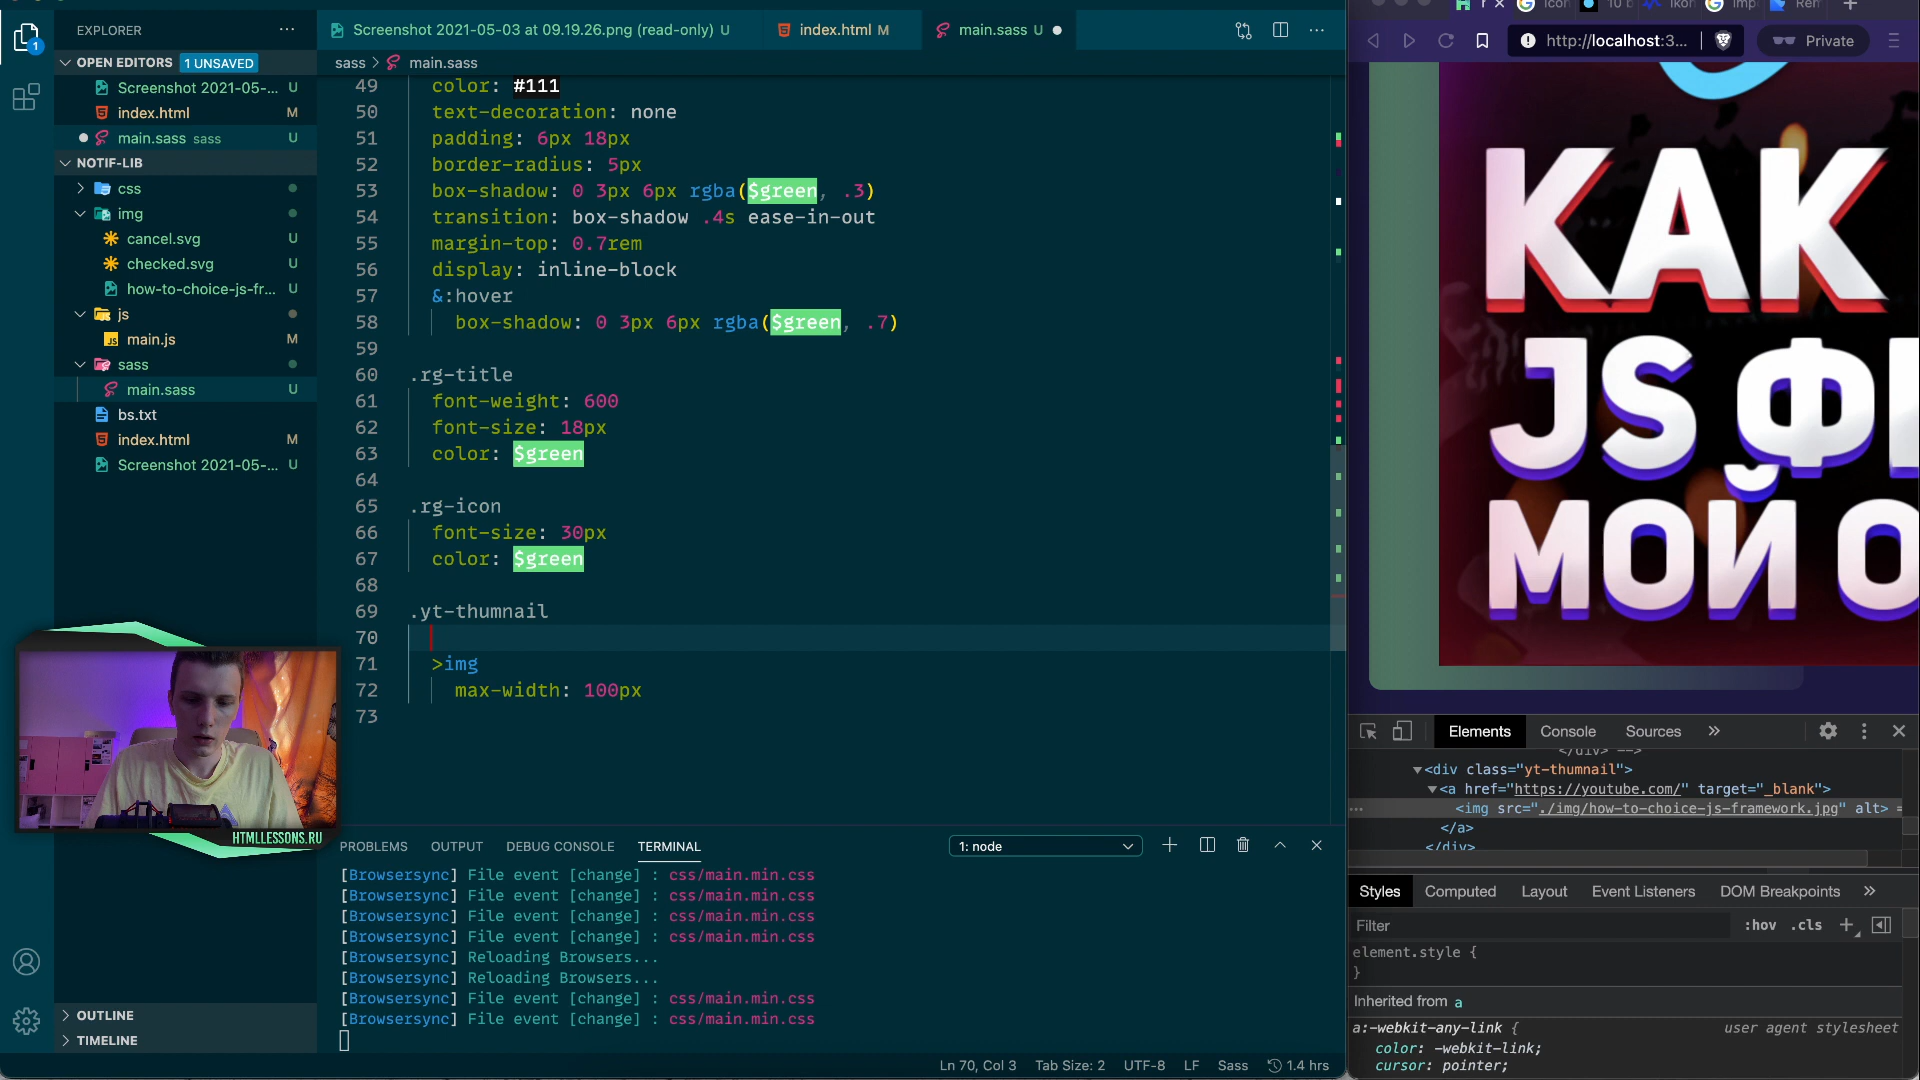 EXPLORER
OPEN EDITORS 1 UNSAVED
Screenshot 2021-05-... U
index.html M
main.sass sass U
NOTIF-LIB
css
img
cancel.svg U
checked.svg U
how-to-choice-js-fr... U
js
main.js M
sass
main.sass U
bs.txt
index.html M
Screenshot 2021-05-... U
OUTLINE
TIMELINE
HTMLLESSONS.RU
Screenshot 2021-05-03 at 09.19.26.png (read-only) U
index.html M
main.sass U
sass > main.sass
49 color: #111
50 text-decoration: none
51 padding: 6px 18px
52 border-radius: 5px
53 box-shadow: 0 3px 6px rgba($green, .3)
54 transition: box-shadow .4s ease-in-out
55 margin-top: 0.7rem
56 display: inline-block
57 &:hover
58 box-shadow: 0 3px 6px rgba($green, .7)
59
60 .rg-title
61 font-weight: 600
62 font-size: 18px
63 color: $green
64
65 .rg-icon
66 font-size: 30px
67 color: $green
68
69 .yt-thumnail
70
71 >img
72 max-width: 100px
73
PROBLEMS OUTPUT DEBUG CONSOLE TERMINAL 1: node
[Browsersync] File event [change] : css/main.min.css
[Browsersync] File event [change] : css/main.min.css
[Browsersync] File event [change] : css/main.min.css
[Browsersync] File event [change] : css/main.min.css
[Browsersync] Reloading Browsers...
[Browsersync] Reloading Browsers...
[Browsersync] File event [change] : css/main.min.css
[Browsersync] File event [change] : css/main.min.css
Ln 70, Col 3 Tab Size: 2 UTF-8 LF Sass 1.4 hrs
http://localhost:3... Private
КАК
JS
МОЙ
Elements Console Sources
</div> -->
<div class="yt-thumnail">
<a href="https://youtube.com/" target="_blank">
<img src="./img/how-to-choice-js-framework.jpg" alt> =
</a>
</div>
Styles Computed Layout Event Listeners DOM Breakpoints
Filter :hov .cls
element.style {
}
Inherited from a
a:-webkit-any-link { user agent stylesheet
color: -webkit-link;
cursor: pointer;